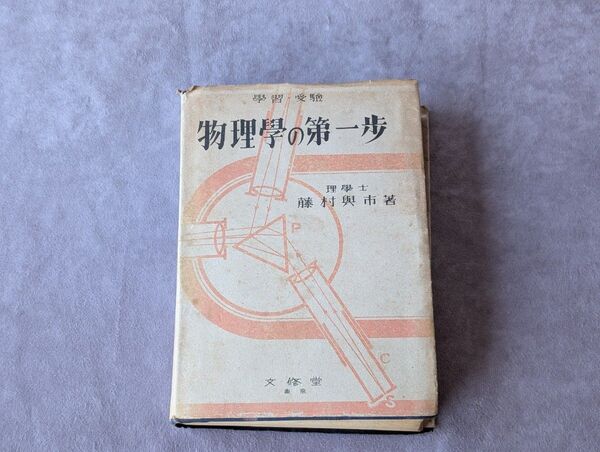 學習・受驗
物理學の第一步
理學士
藤村與市著
P
C
S
文修堂
東京